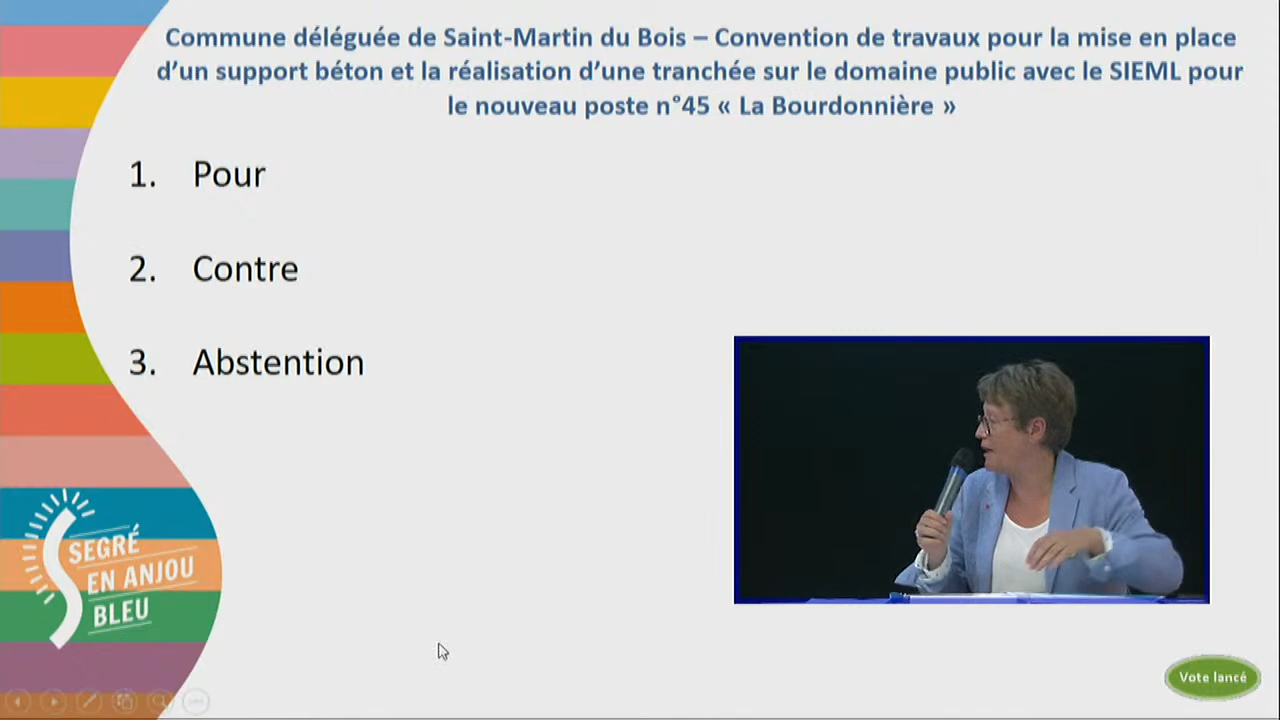 Commune déléguée de Saint-Martin du Bois – Convention de travaux pour la mise en place
d’un support béton et la réalisation d’une tranchée sur le domaine public avec le SIEML pour
le nouveau poste n°45 « La Bourdonnière »
1. Pour
2. Contre
3. Abstention
SEGRÉ
EN ANJOU
BLEU
Vote lancé